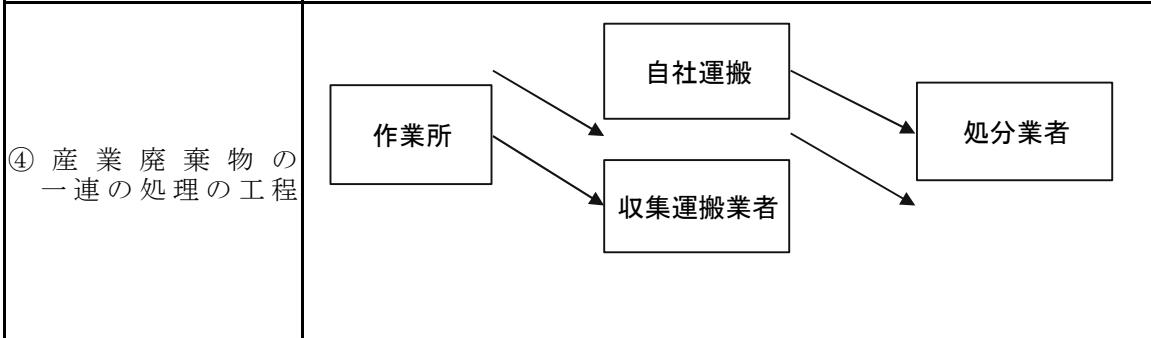 ④産業廃棄物の
一連の処理の工程
作業所
自社運搬
収集運搬業者
処分業者